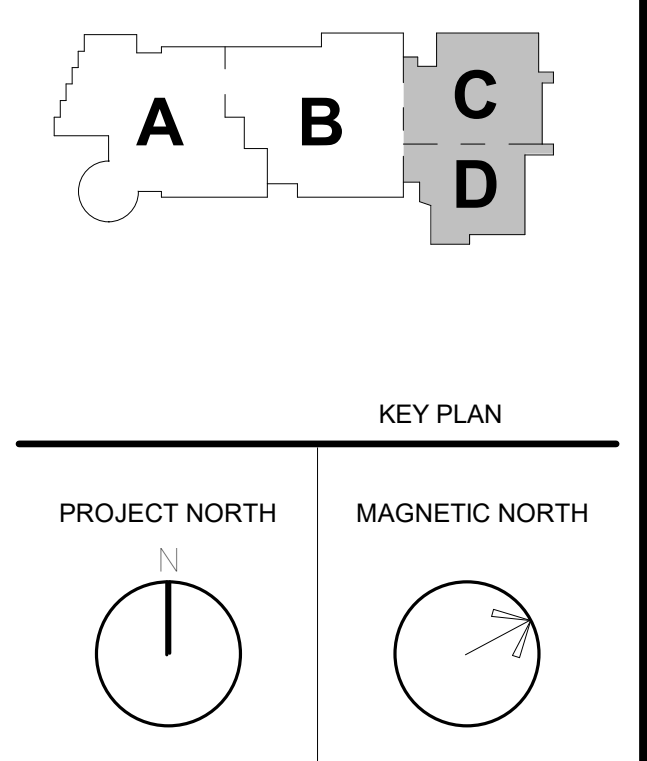 A B C
D
KEY PLAN
PROJECT NORTH MAGNETIC NORTH
N